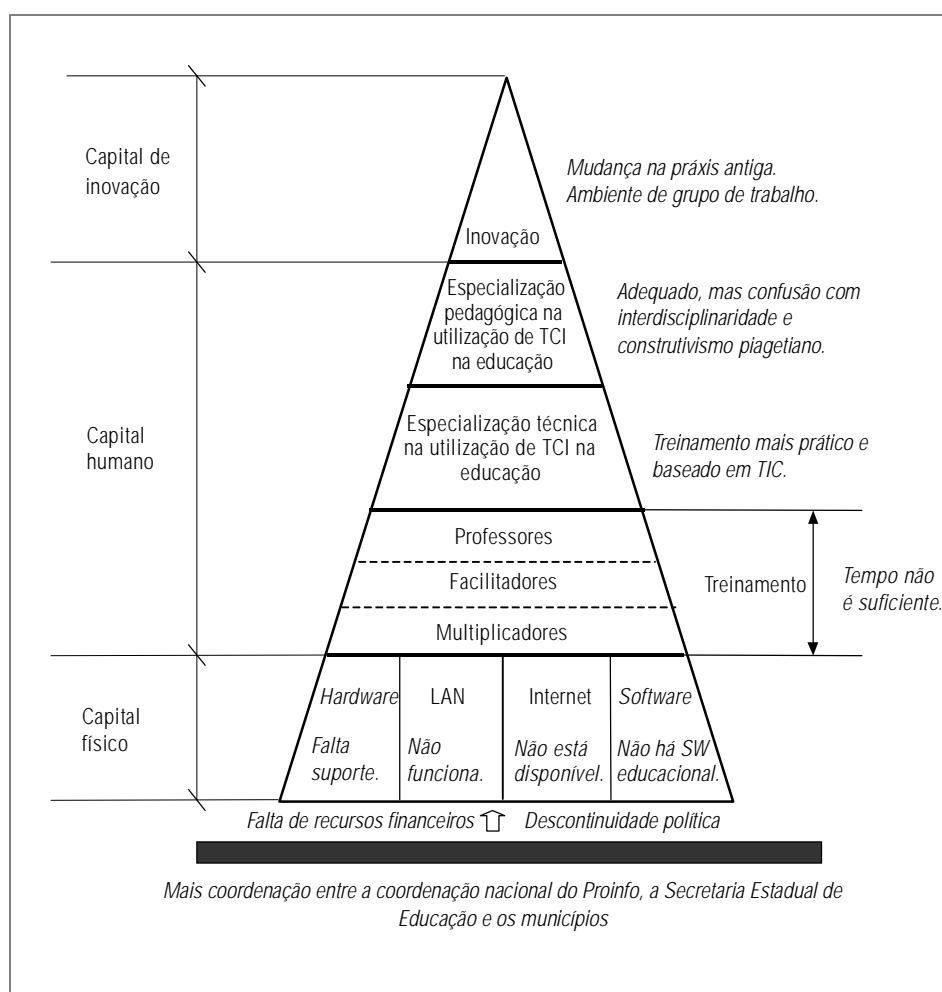 Capital de
inovação
Mudança na práxis antiga.
Ambiente de grupo de trabalho.
Inovação
Especialização
pedagógica na
utilização de TCI
na educação
Adequado, mas confusão com
interdisciplinaridade e
construtivismo piagetiano.
Capital
humano
Especialização técnica
na utilização de TCI na
educação
Treinamento mais prático e
baseado em TIC.
Professores
Facilitadores
Multiplicadores
Treinamento
Tempo não
é suficiente.
Capital
físico
Hardware
Falta
suporte.
LAN
Não
funciona.
Internet
Não está
disponível.
Software
Não há SW
educacional.
Falta de recursos financeiros
Descontinuidade política
Mais coordenação entre a coordenação nacional do Proinfo, a Secretaria Estadual de
Educação e os municípios